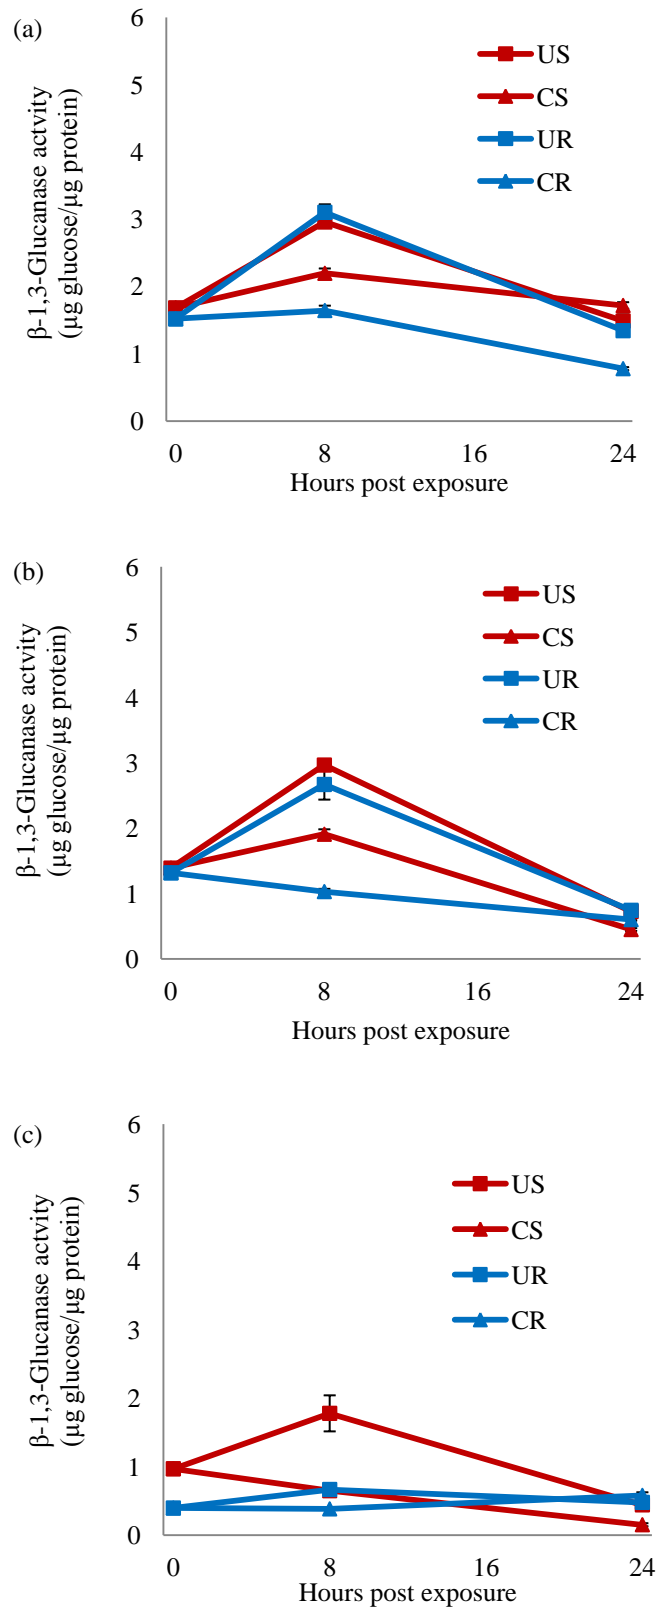 (a)
β-1,3-Glucanase actvity
(µg glucose/µg protein)
6
5
4
3
2
1
0
US
CS
UR
CR
0 8 16 24
Hours post exposure
(b)
β-1,3-Glucanase actvity
(µg glucose/µg protein)
6
5
4
3
2
1
0
US
CS
UR
CR
0 8 16 24
Hours post exposure
(c)
β-1,3-Glucanase actvity
(µg glucose/µg protein)
6
5
4
3
2
1
0
US
CS
UR
CR
0 8 16 24
Hours post exposure